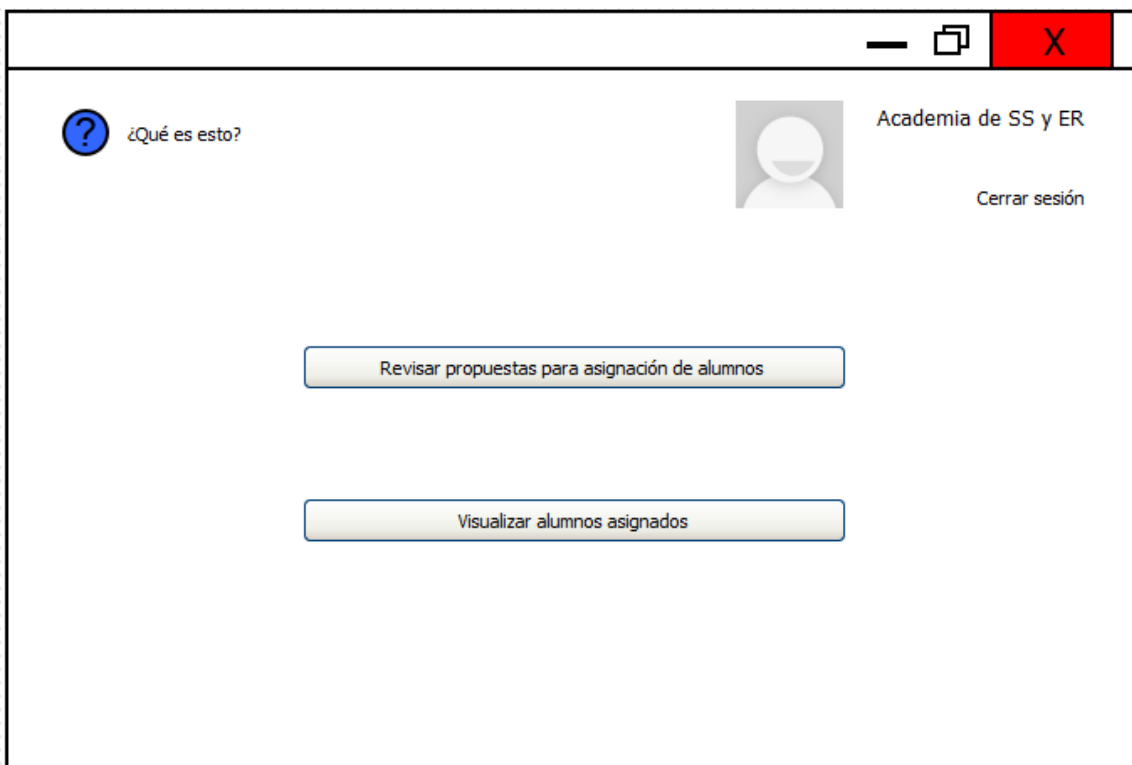 X
?
¿Qué es esto?
Academia de SS y ER
Cerrar sesión
Revisar propuestas para asignación de alumnos
Visualizar alumnos asignados